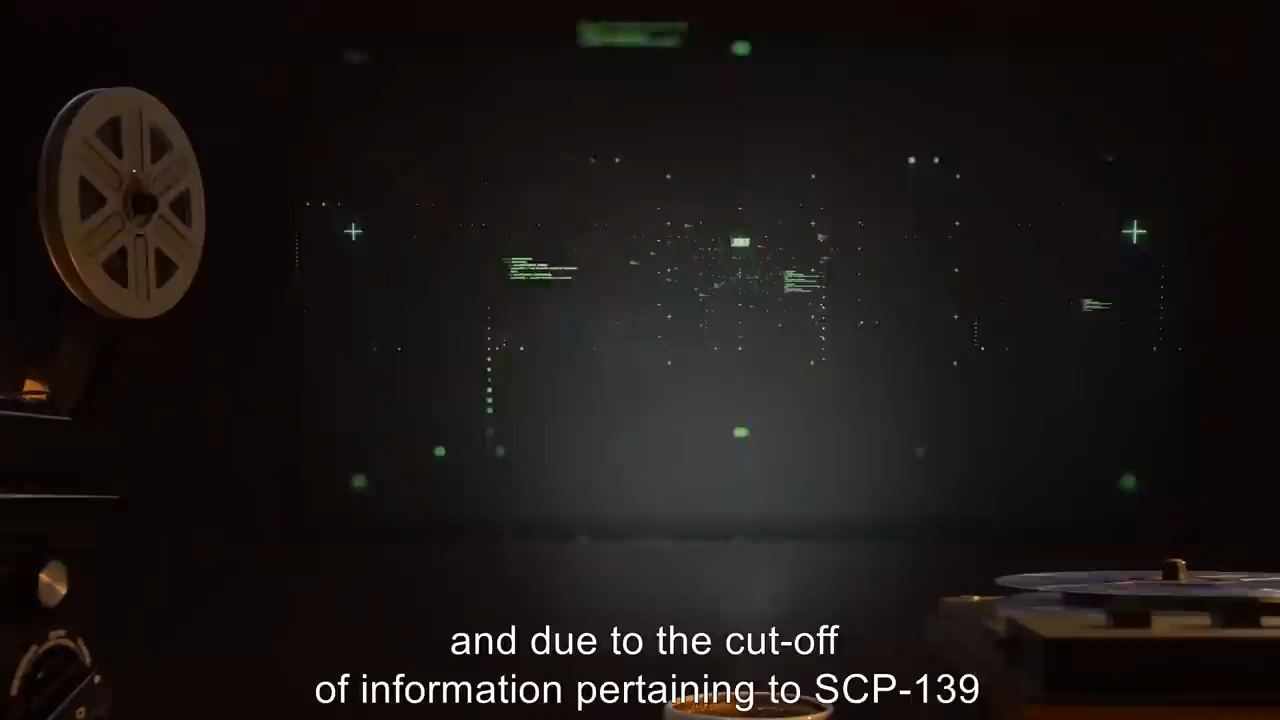 and due to the cut-off
of information pertaining to SCP-139